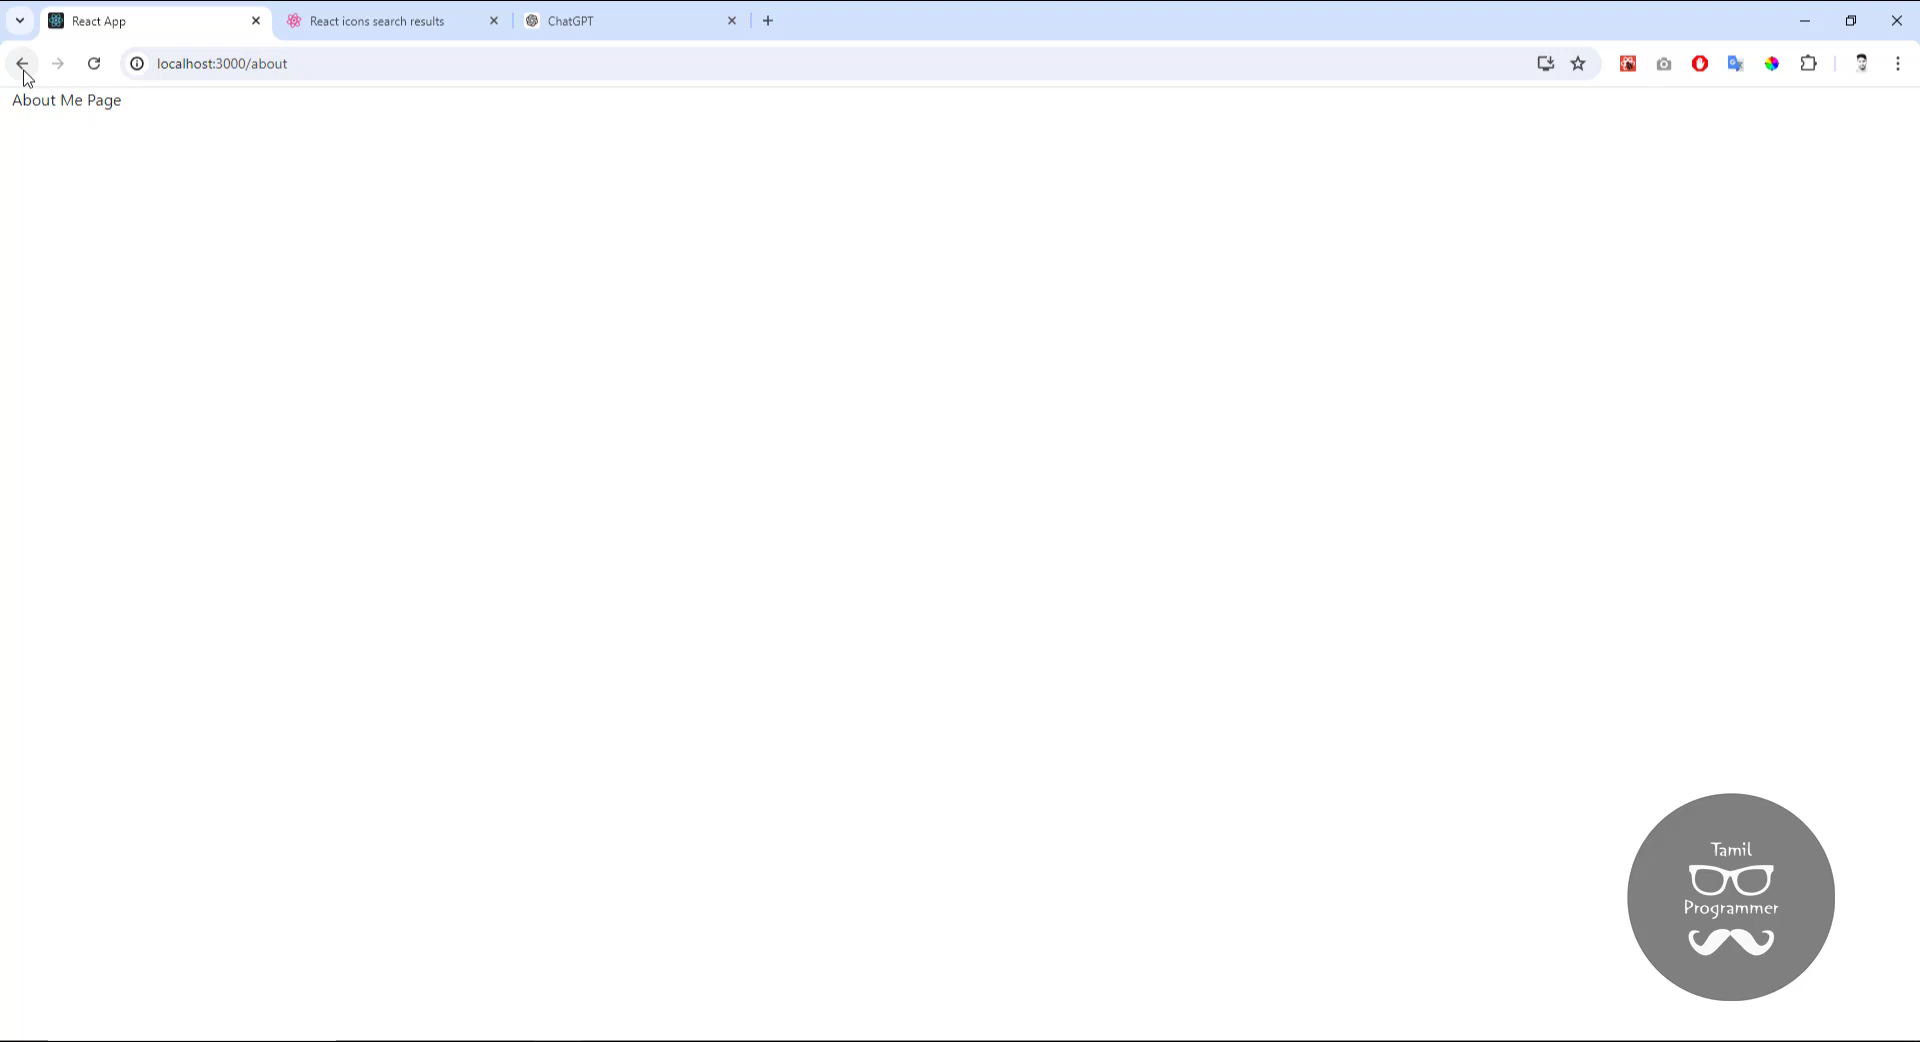 React App
React icons search results
ChatGPT
localhost:3000/about
About Me Page
Tamil
Programmer